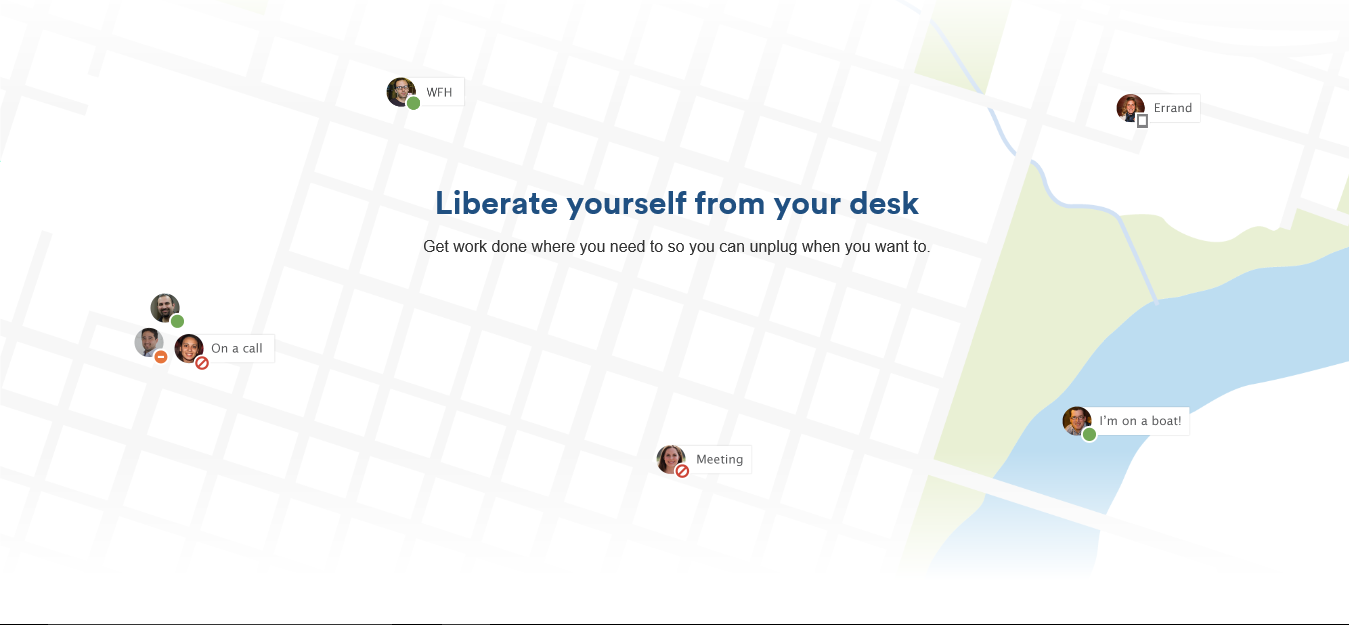 WFH
Errand
Liberate yourself from your desk
Get work done where you need to so you can unplug when you want to.
On a call
I'm on a boat!
Meeting